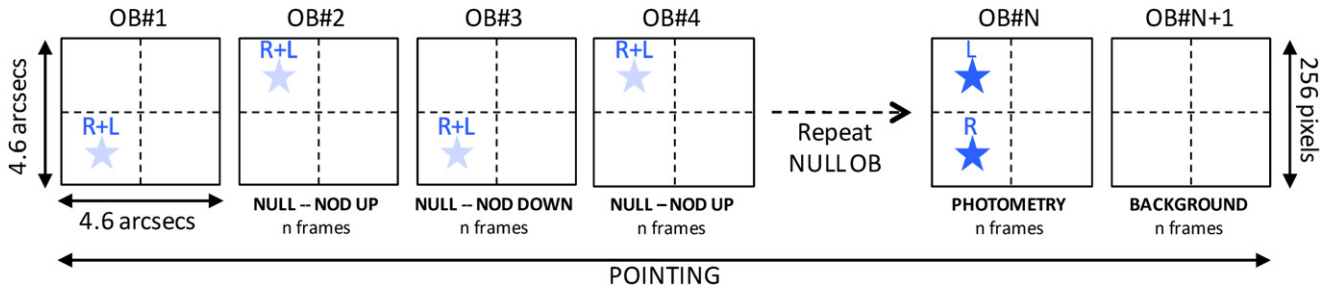 OB#1 OB#2 OB#3 OB#4 OB#N OB#N+1
R+L R+L L
4.6 arcsecs
256 pixels
R+L R+L R
Repeat
NULL OB
4.6 arcsecs
NULL -- NOD UP NULL -- NOD DOWN NULL – NOD UP PHOTOMETRY BACKGROUND
n frames n frames n frames n frames n frames
POINTING